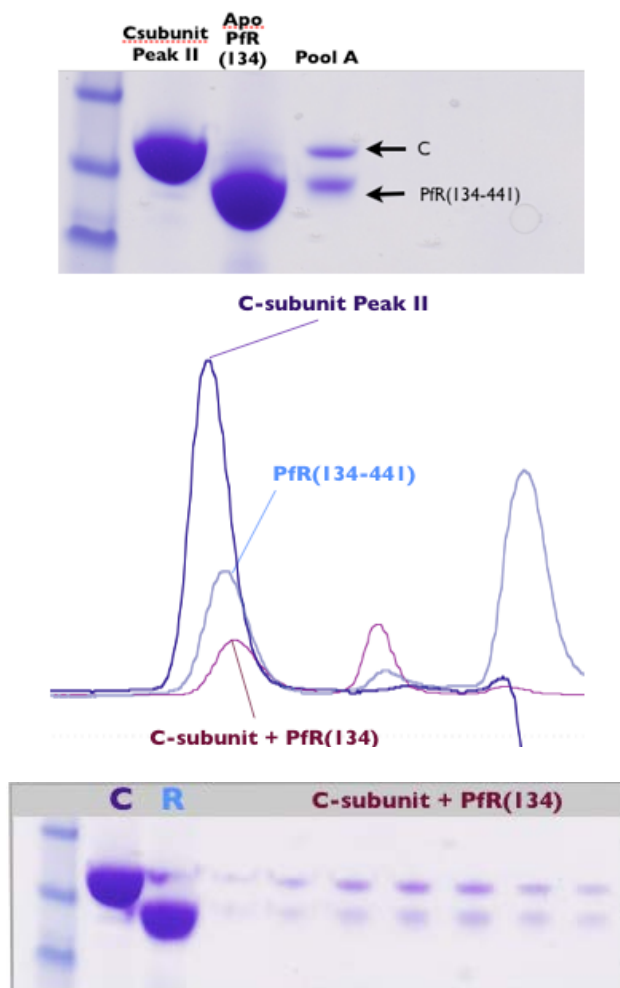 Csubunit
Peak II
Apo
PfR
(134)
Pool A
C
PfR(134-441)
C-subunit Peak II
PfR(134-441)
C-subunit + PfR(134)
C R C-subunit + PfR(134)